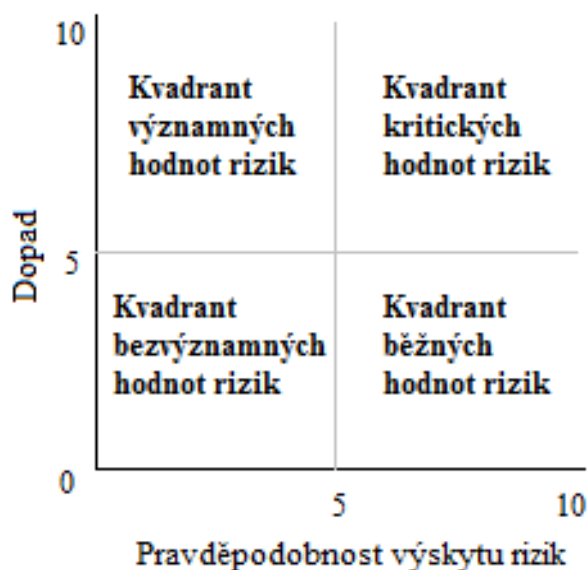 10
Kvadrant
významných
hodnot rizik
Kvadrant
kritických
hodnot rizik
Dopad
5
Kvadrant
bezvýznamných
hodnot rizik
Kvadrant
běžných
hodnot rizik
0
5
10
Pravděpodobnost výskytu rizik